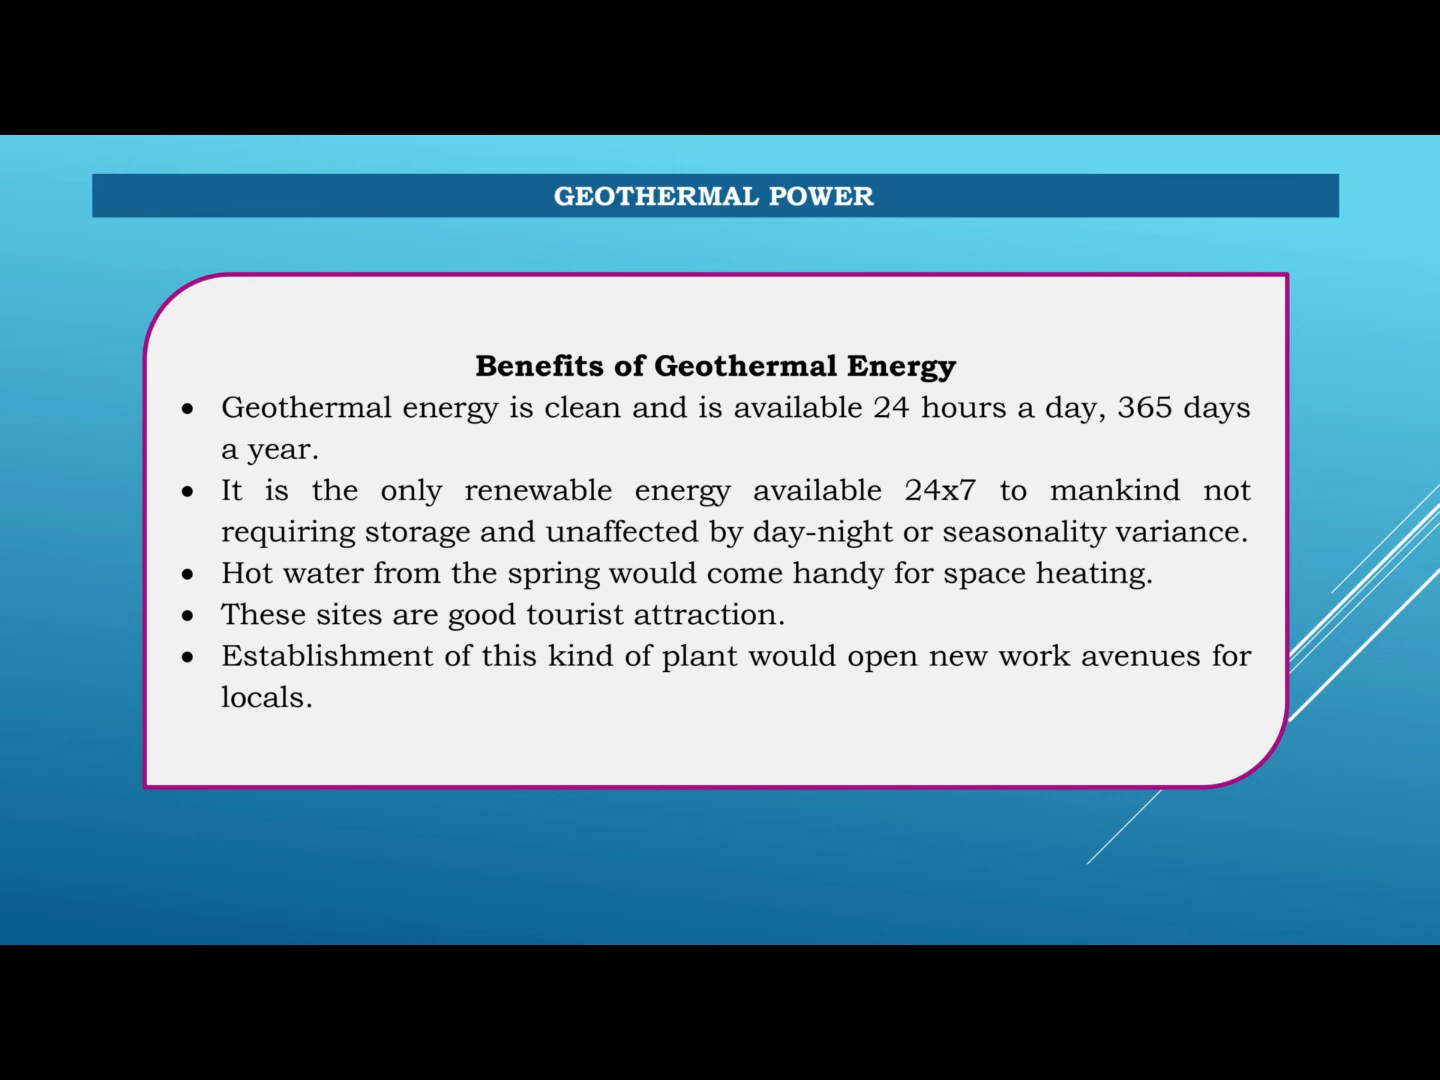 GEOTHERMAL POWER
Benefits of Geothermal Energy
• Geothermal energy is clean and is available 24 hours a day, 365 days
a year.
• It is the only renewable energy available 24x7 to mankind not
requiring storage and unaffected by day-night or seasonality variance.
• Hot water from the spring would come handy for space heating.
• These sites are good tourist attraction.
• Establishment of this kind of plant would open new work avenues for
locals.